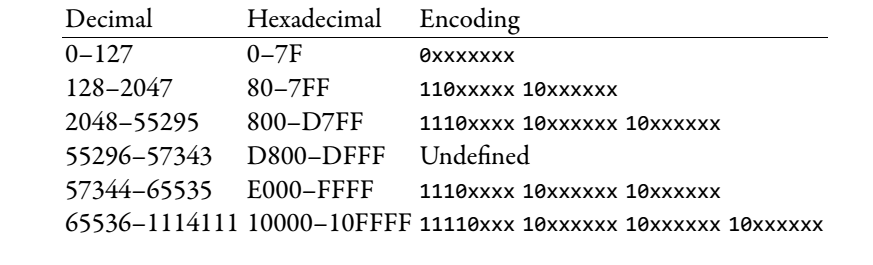 Decimal Hexadecimal Encoding
0–127 0–7F 0xxxxxxx
128–2047 80–7FF 110xxxxx 10xxxxxx
2048–55295 800–D7FF 1110xxxx 10xxxxxx 10xxxxxx
55296–57343 D800–DFFF Undefined
57344–65535 E000–FFFF 1110xxxx 10xxxxxx 10xxxxxx
65536–1114111 10000–10FFFF 11110xxx 10xxxxxx 10xxxxxx 10xxxxxx